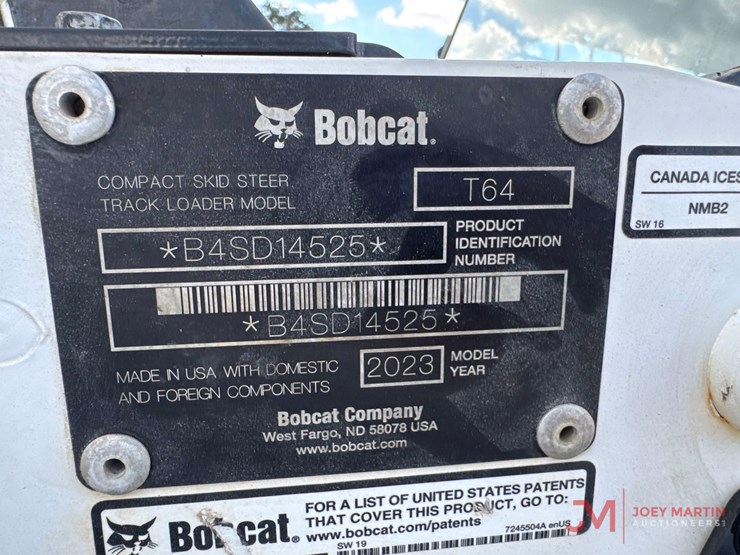 Bobcat.
COMPACT SKID STEER
TRACK LOADER MODEL
T64
*B4SD14525*
PRODUCT
IDENTIFICATION
NUMBER
*B4SD14525*
MADE IN USA WITH DOMESTIC
AND FOREIGN COMPONENTS
2023
MODEL
YEAR
Bobcat Company
West Fargo, ND 58078 USA
www.bobcat.com
CANADA ICES
NMB2
SW 16
Bobcat.
FOR A LIST OF UNITED STATES PATENTS
THAT COVER THIS PRODUCT, GO TO:
www.bobcat.com/patents
7245504A enUS
SW 19
JM
JOEY MARTIN
AUCTIONEERS